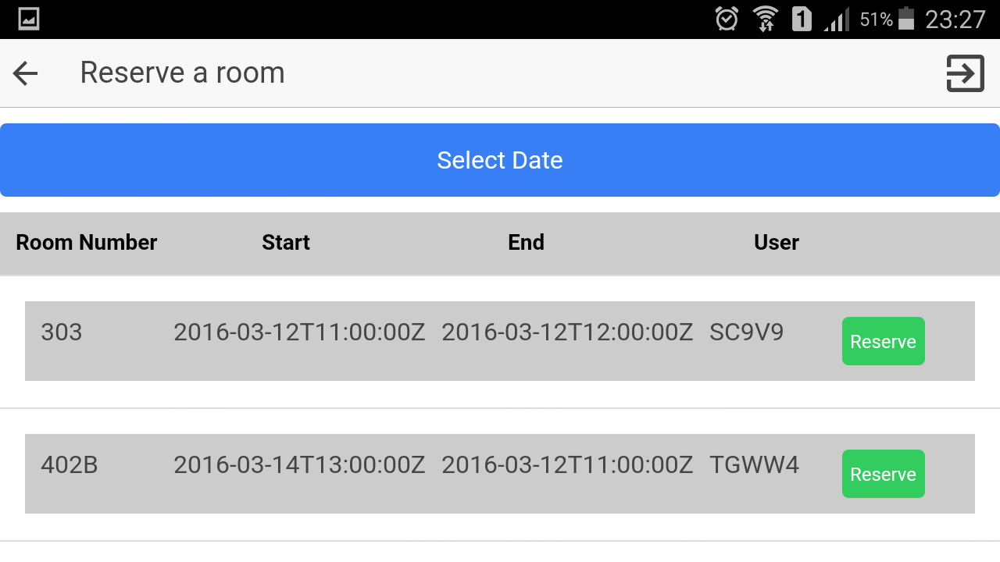 1 51% 23:27
Reserve a room
Select Date
Room Number Start End User
303 2016-03-12T11:00:00Z 2016-03-12T12:00:00Z SC9V9 Reserve
402B 2016-03-14T13:00:00Z 2016-03-12T11:00:00Z TGWW4 Reserve